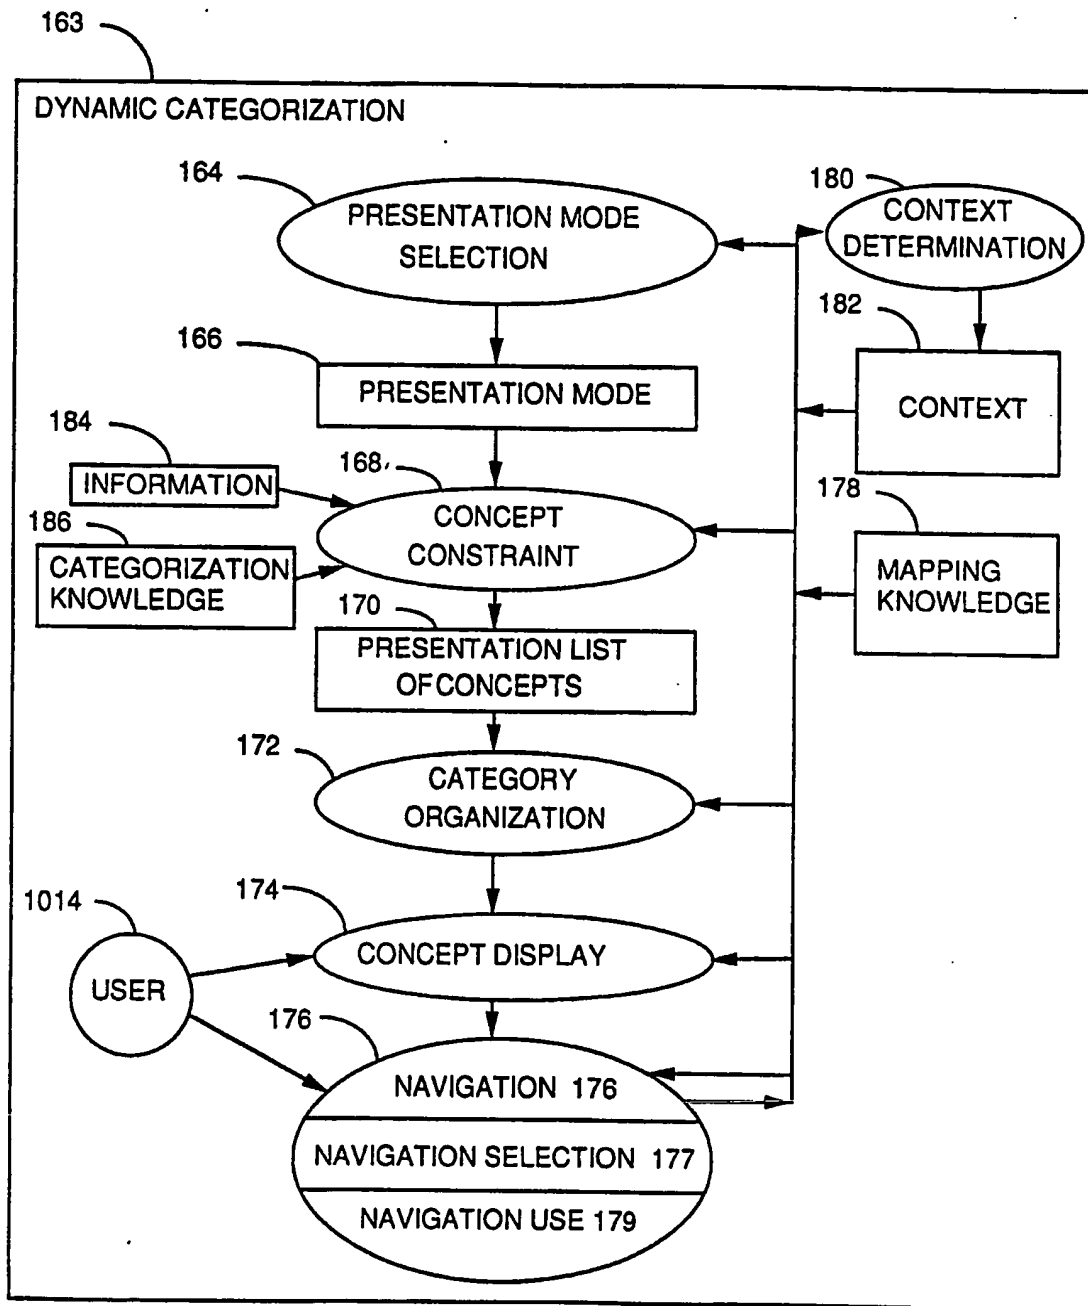 163
DYNAMIC CATEGORIZATION
164
PRESENTATION MODE
SELECTION
180
CONTEXT
DETERMINATION
166
PRESENTATION MODE
182
CONTEXT
184
INFORMATION
168
CONCEPT
CONSTRAINT
186
CATEGORIZATION
KNOWLEDGE
178
MAPPING
KNOWLEDGE
170
PRESENTATION LIST
OFCONCEPTS
172
CATEGORY
ORGANIZATION
174
CONCEPT DISPLAY
1014
USER
176
NAVIGATION 176
NAVIGATION SELECTION 177
NAVIGATION USE 179